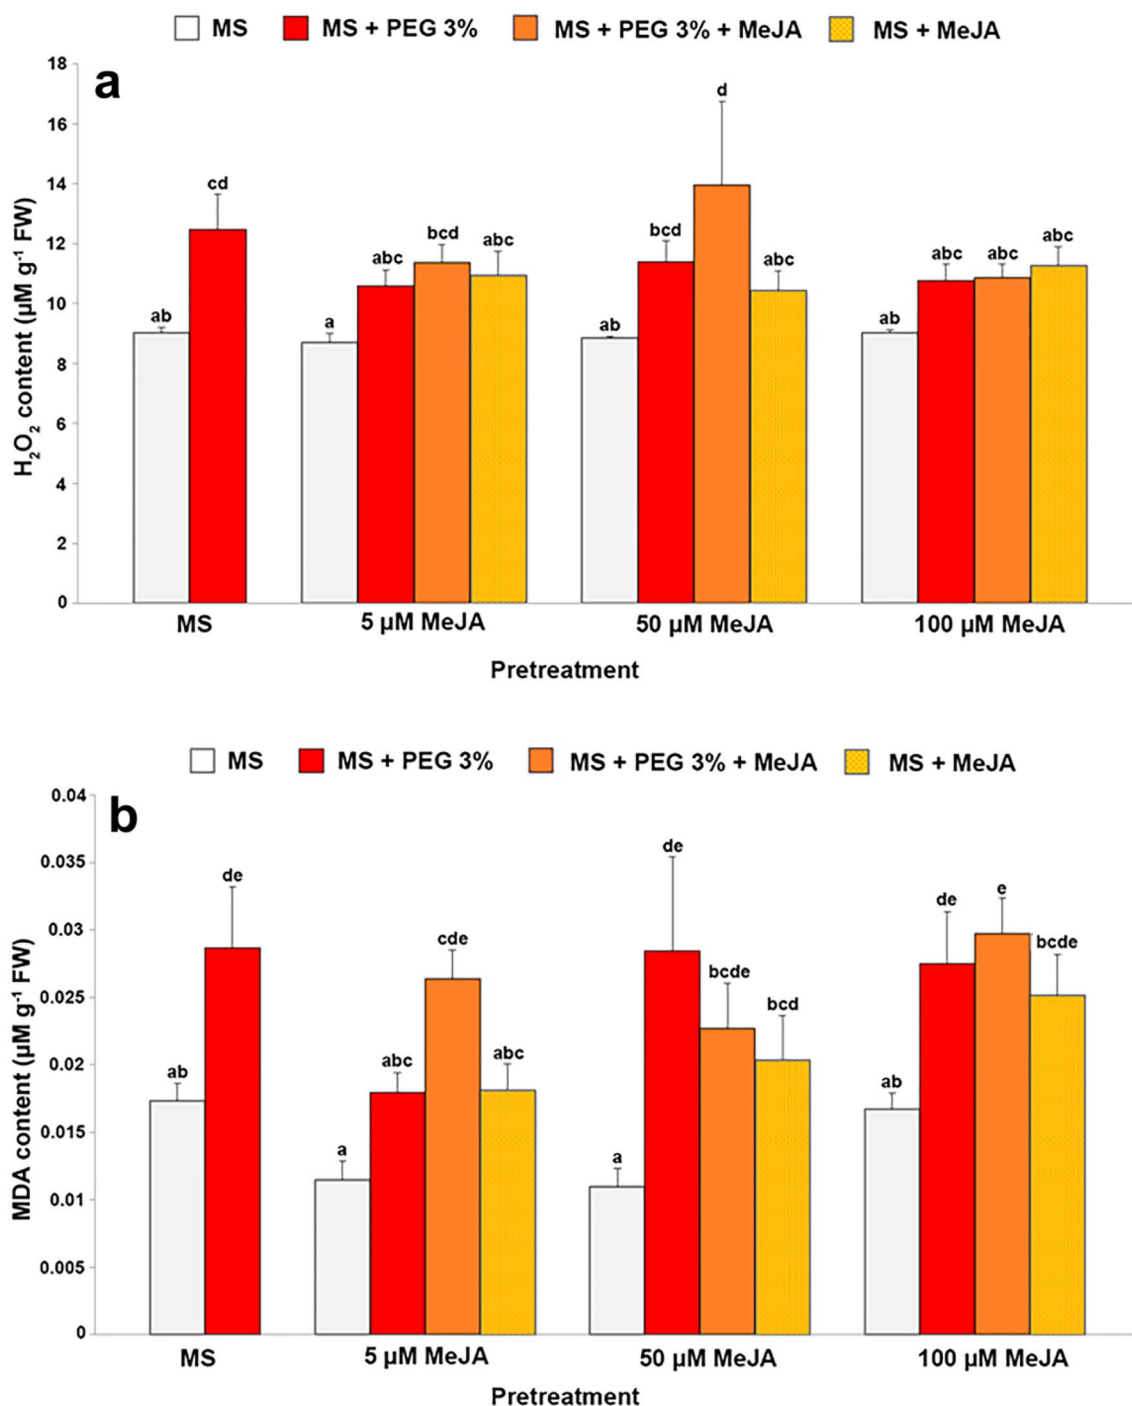 MS MS + PEG 3% MS + PEG 3% + MeJA MS + MeJA
a
H₂O₂ content (µM g⁻¹ FW)
18
16
14
12
10
8
6
4
2
0
ab cd
a abc bcd abc
ab bcd d abc
ab abc abc abc
MS 5 µM MeJA 50 µM MeJA 100 µM MeJA
Pretreatment
MS MS + PEG 3% MS + PEG 3% + MeJA MS + MeJA
b
MDA content (µM g⁻¹ FW)
0.04
0.035
0.03
0.025
0.02
0.015
0.01
0.005
0
ab de
a abc cde abc
a de bcde bcd
ab de e bcde
MS 5 µM MeJA 50 µM MeJA 100 µM MeJA
Pretreatment